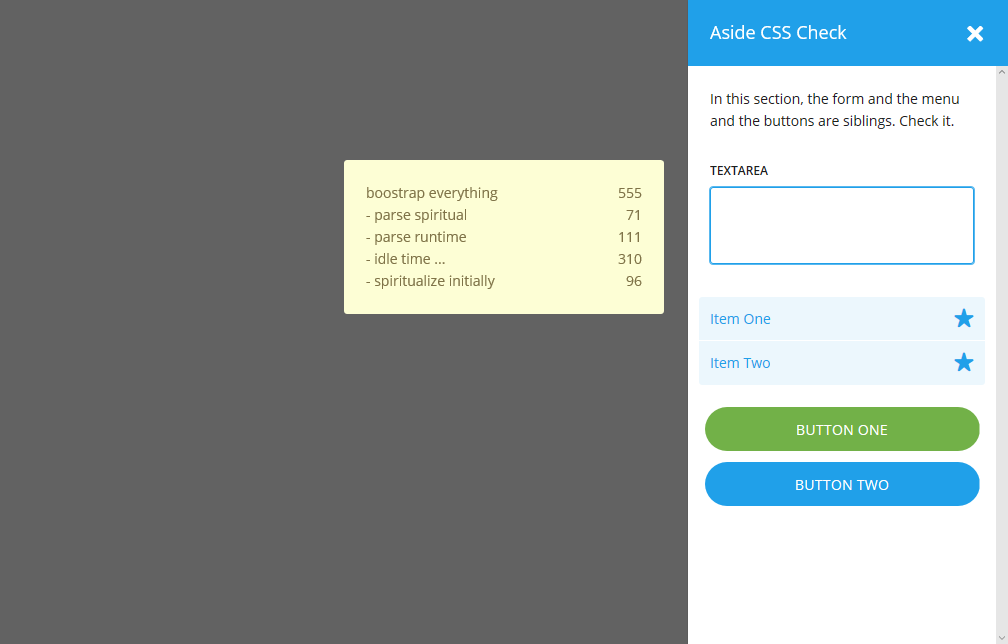 Aside CSS Check
In this section, the form and the menu
and the buttons are siblings. Check it.
TEXTAREA
boostrap everything 555
- parse spiritual 71
- parse runtime 111
- idle time ... 310
- spiritualize initially 96
Item One
Item Two
BUTTON ONE
BUTTON TWO